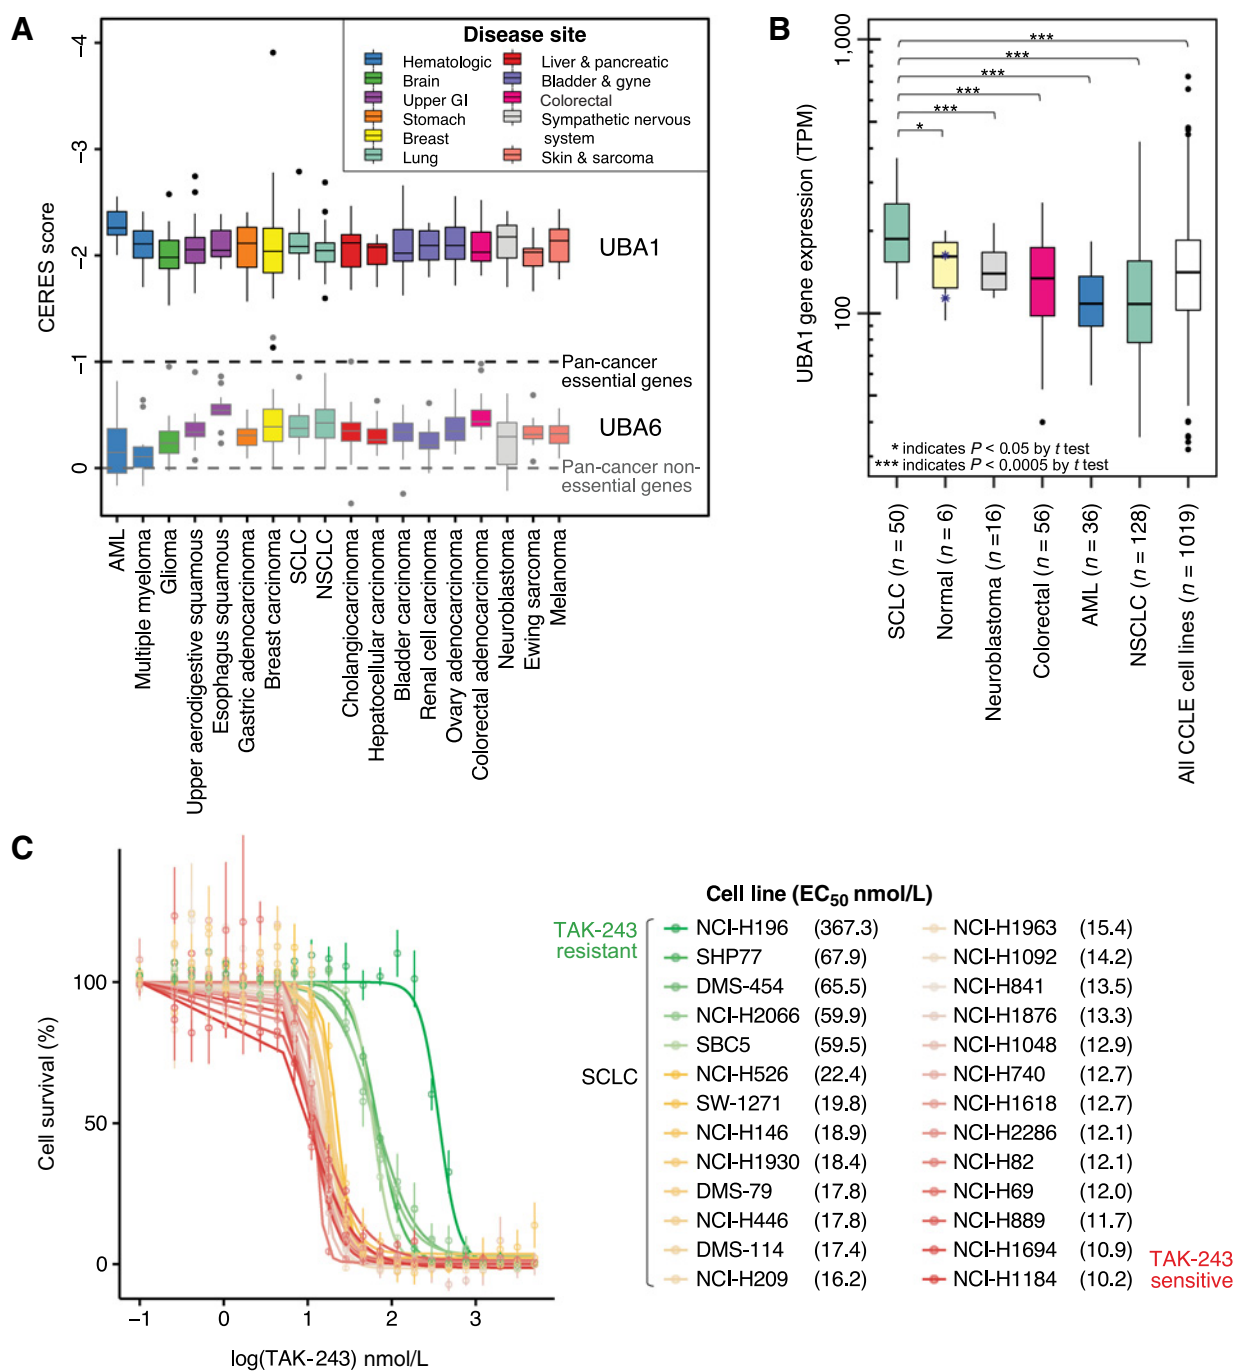 A
Disease site
Hematologic
Brain
Upper GI
Stomach
Breast
Lung
Liver & pancreatic
Bladder & gyne
Colorectal
Sympathetic nervous
system
Skin & sarcoma
CERES score
−4
−3
−2
−1
0
UBA1
Pan-cancer
essential genes
UBA6
Pan-cancer non-
essential genes
AML
Multiple myeloma
Glioma
Upper aerodigestive squamous
Esophagus squamous
Gastric adenocarcinoma
Breast carcinoma
SCLC
NSCLC
Cholangiocarcinoma
Hepatocellular carcinoma
Bladder carcinoma
Renal cell carcinoma
Ovary adenocarcinoma
Colorectal adenocarcinoma
Neuroblastoma
Ewing sarcoma
Melanoma
B
UBA1 gene expression (TPM)
1,000
100
***
***
***
***
***
*
* indicates P < 0.05 by t test
*** indicates P < 0.0005 by t test
SCLC (n = 50)
Normal (n = 6)
Neuroblastoma (n =16)
Colorectal (n = 56)
AML (n = 36)
NSCLC (n = 128)
All CCLE cell lines (n = 1019)
C
Cell survival (%)
100
50
0
−1
0
1
2
3
log(TAK-243) nmol/L
Cell line (EC50 nmol/L)
TAK-243
resistant
SCLC
NCI-H196 (367.3)
SHP77 (67.9)
DMS-454 (65.5)
NCI-H2066 (59.9)
SBC5 (59.5)
NCI-H526 (22.4)
SW-1271 (19.8)
NCI-H146 (18.9)
NCI-H1930 (18.4)
DMS-79 (17.8)
NCI-H446 (17.8)
DMS-114 (17.4)
NCI-H209 (16.2)
NCI-H1963 (15.4)
NCI-H1092 (14.2)
NCI-H841 (13.5)
NCI-H1876 (13.3)
NCI-H1048 (12.9)
NCI-H740 (12.7)
NCI-H1618 (12.7)
NCI-H2286 (12.1)
NCI-H82 (12.1)
NCI-H69 (12.0)
NCI-H889 (11.7)
NCI-H1694 (10.9)
NCI-H1184 (10.2)
TAK-243
sensitive